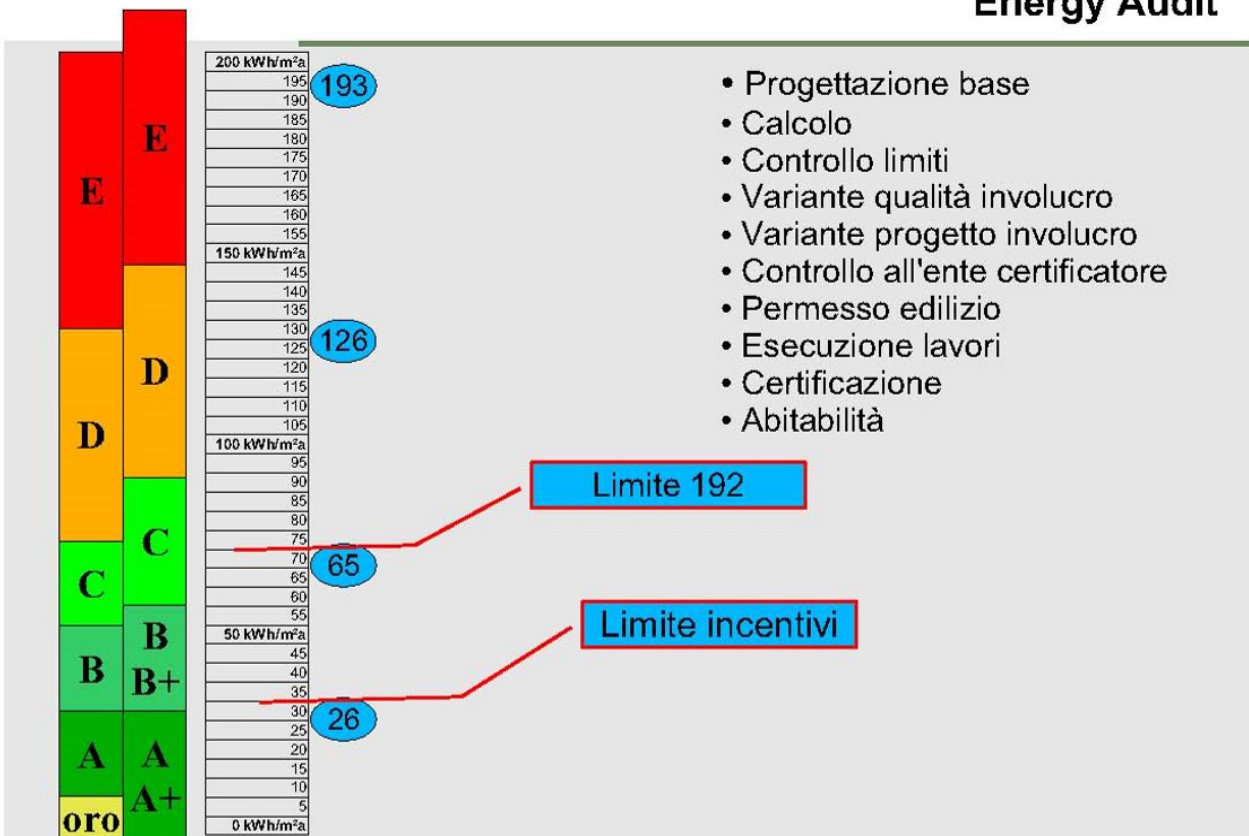 Energy Audit
E
D
C
B
A
oro
E
D
C
B
B+
A
A+
200 kWh/m²a
195
190
185
180
175
170
165
160
155
150 kWh/m²a
145
140
135
130
125
120
115
110
105
100 kWh/m²a
95
90
85
80
75
70
65
60
55
50 kWh/m²a
45
40
35
30
25
20
15
10
5
0 kWh/m²a
193
126
65
26
• Progettazione base
• Calcolo
• Controllo limiti
• Variante qualità involucro
• Variante progetto involucro
• Controllo all'ente certificatore
• Permesso edilizio
• Esecuzione lavori
• Certificazione
• Abitabilità
Limite 192
Limite incentivi